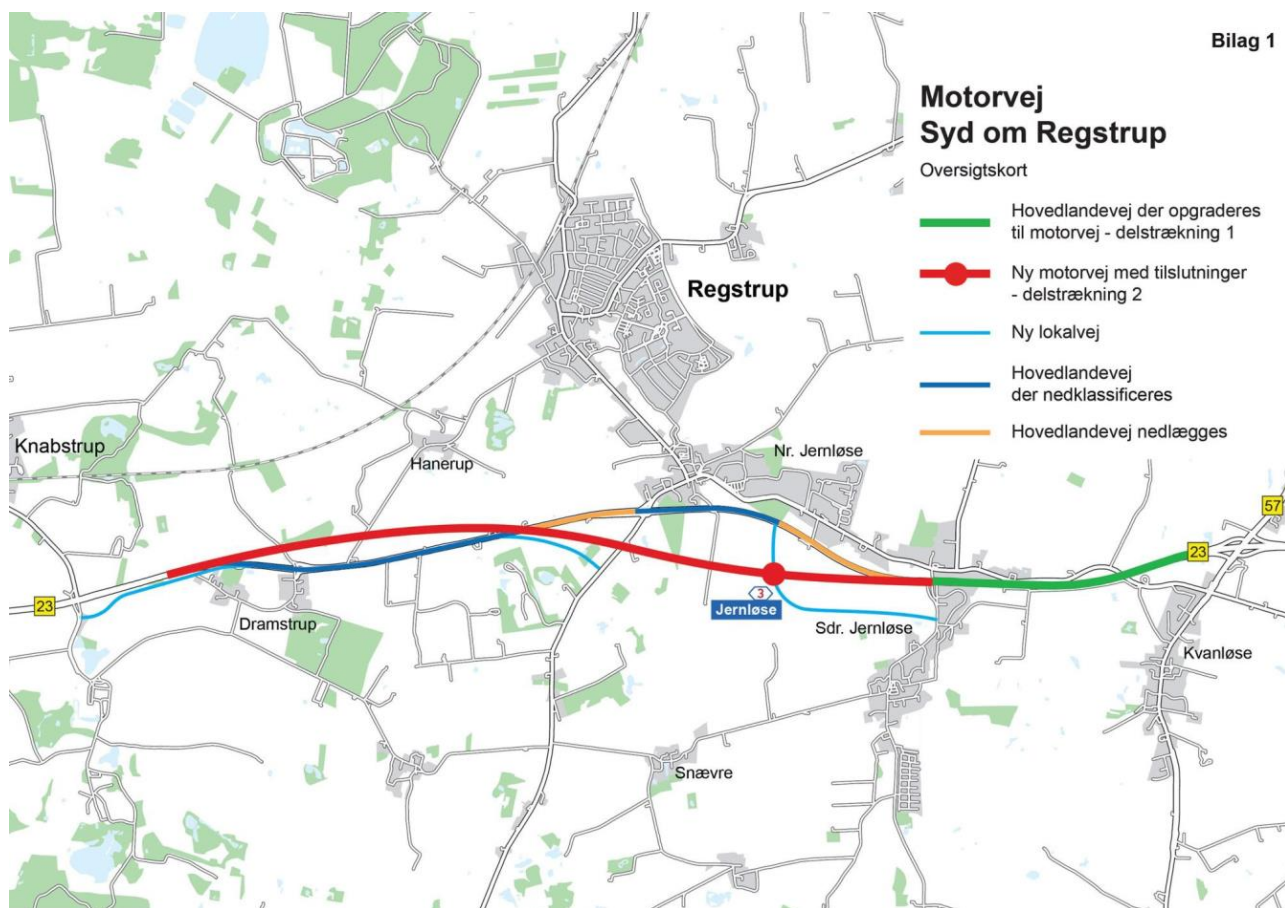 Bilag 1
Motorvej
Syd om Regstrup
Oversigtskort
Hovedlandevej der opgraderes
til motorvej - delstrækning 1
Ny motorvej med tilslutninger
- delstrækning 2
Ny lokalvej
Hovedlandevej
der nedklassificeres
Hovedlandevej nedlægges
Regstrup
Knabstrup
Hanerup
Nr. Jernløse
57
23
23
3
Jernløse
Dramstrup
Sdr. Jernløse
Kvanløse
Snævre